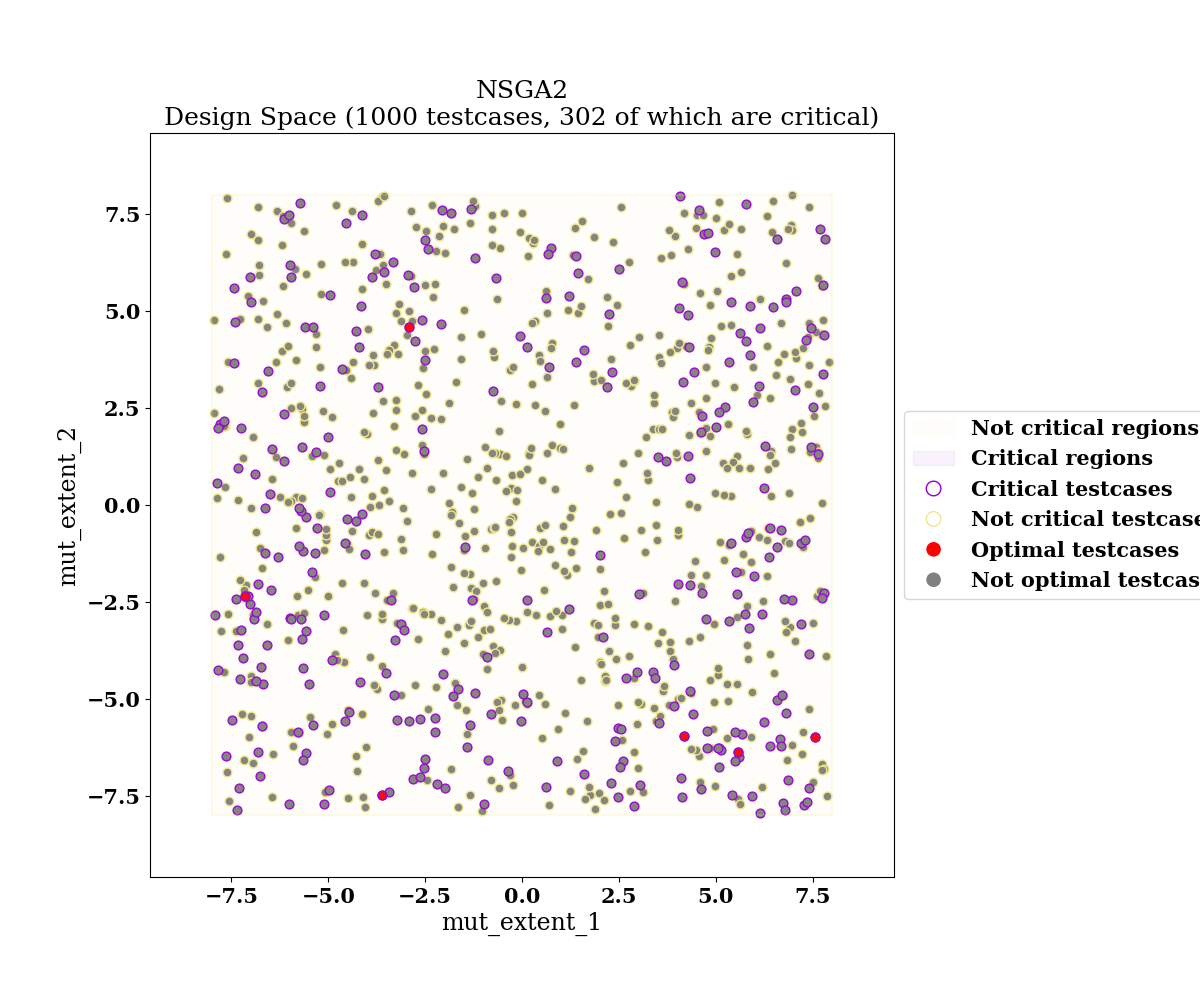 NSGA2
Design Space (1000 testcases, 302 of which are critical)
7.5
5.0
2.5
0.0
−2.5
−5.0
−7.5
mut_extent_2
−7.5 −5.0 −2.5 0.0 2.5 5.0 7.5
mut_extent_1
Not critical regions
Critical regions
Critical testcases
Not critical testcase
Optimal testcases
Not optimal testcas